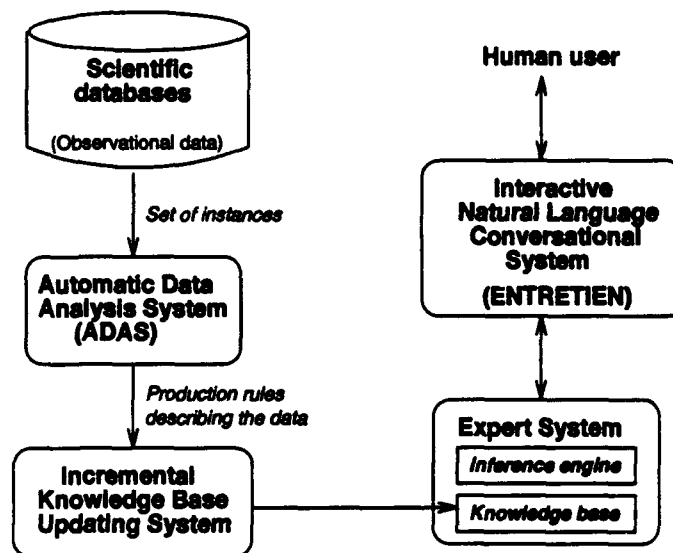 Scientific
databases
(Observational data)
Set of instances
Automatic Data
Analysis System
(ADAS)
Production rules
describing the data
Incremental
Knowledge Base
Updating System
Human user
Interactive
Natural Language
Conversational
System
(ENTRETIEN)
Expert System
Inference engine
Knowledge base